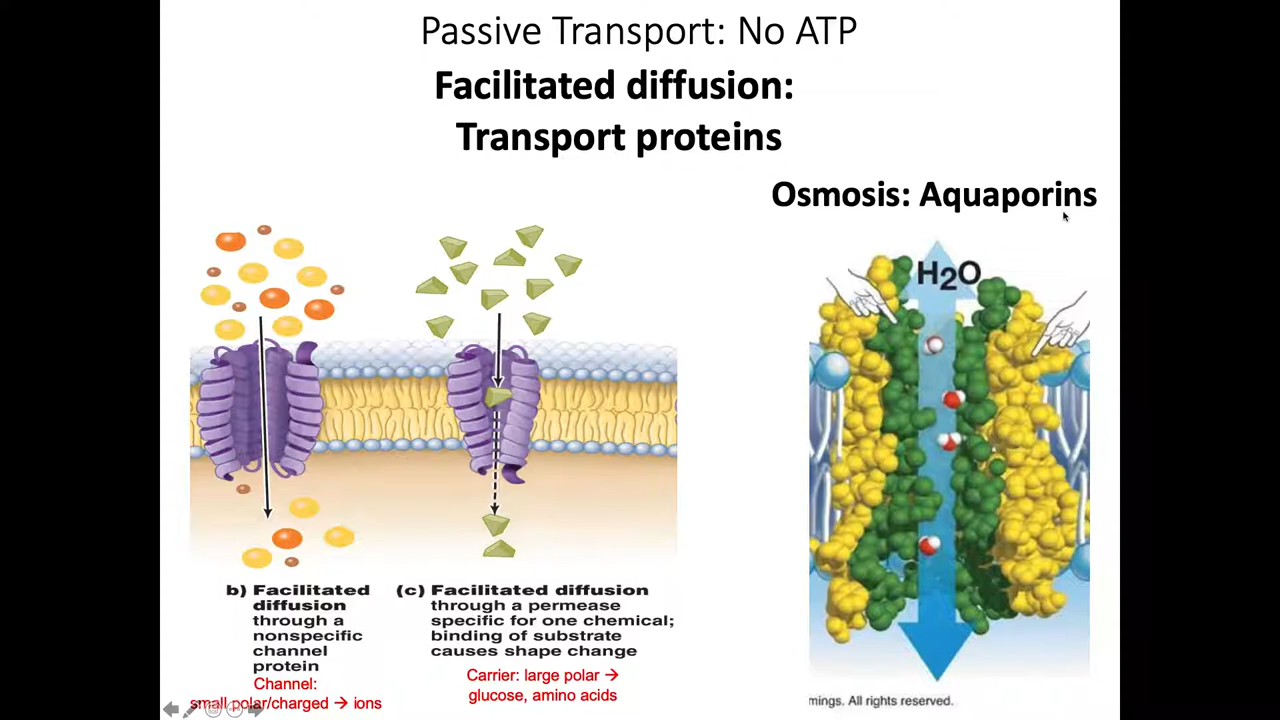 Passive Transport: No ATP
Facilitated diffusion:
Transport proteins
Osmosis: Aquaporins
H2O
b) Facilitated
diffusion
through a
nonspecific
channel
protein
Channel:
small polar/charged → ions
(c) Facilitated diffusion
through a permease
specific for one chemical;
binding of substrate
causes shape change
Carrier: large polar →
glucose, amino acids
mings. All rights reserved.